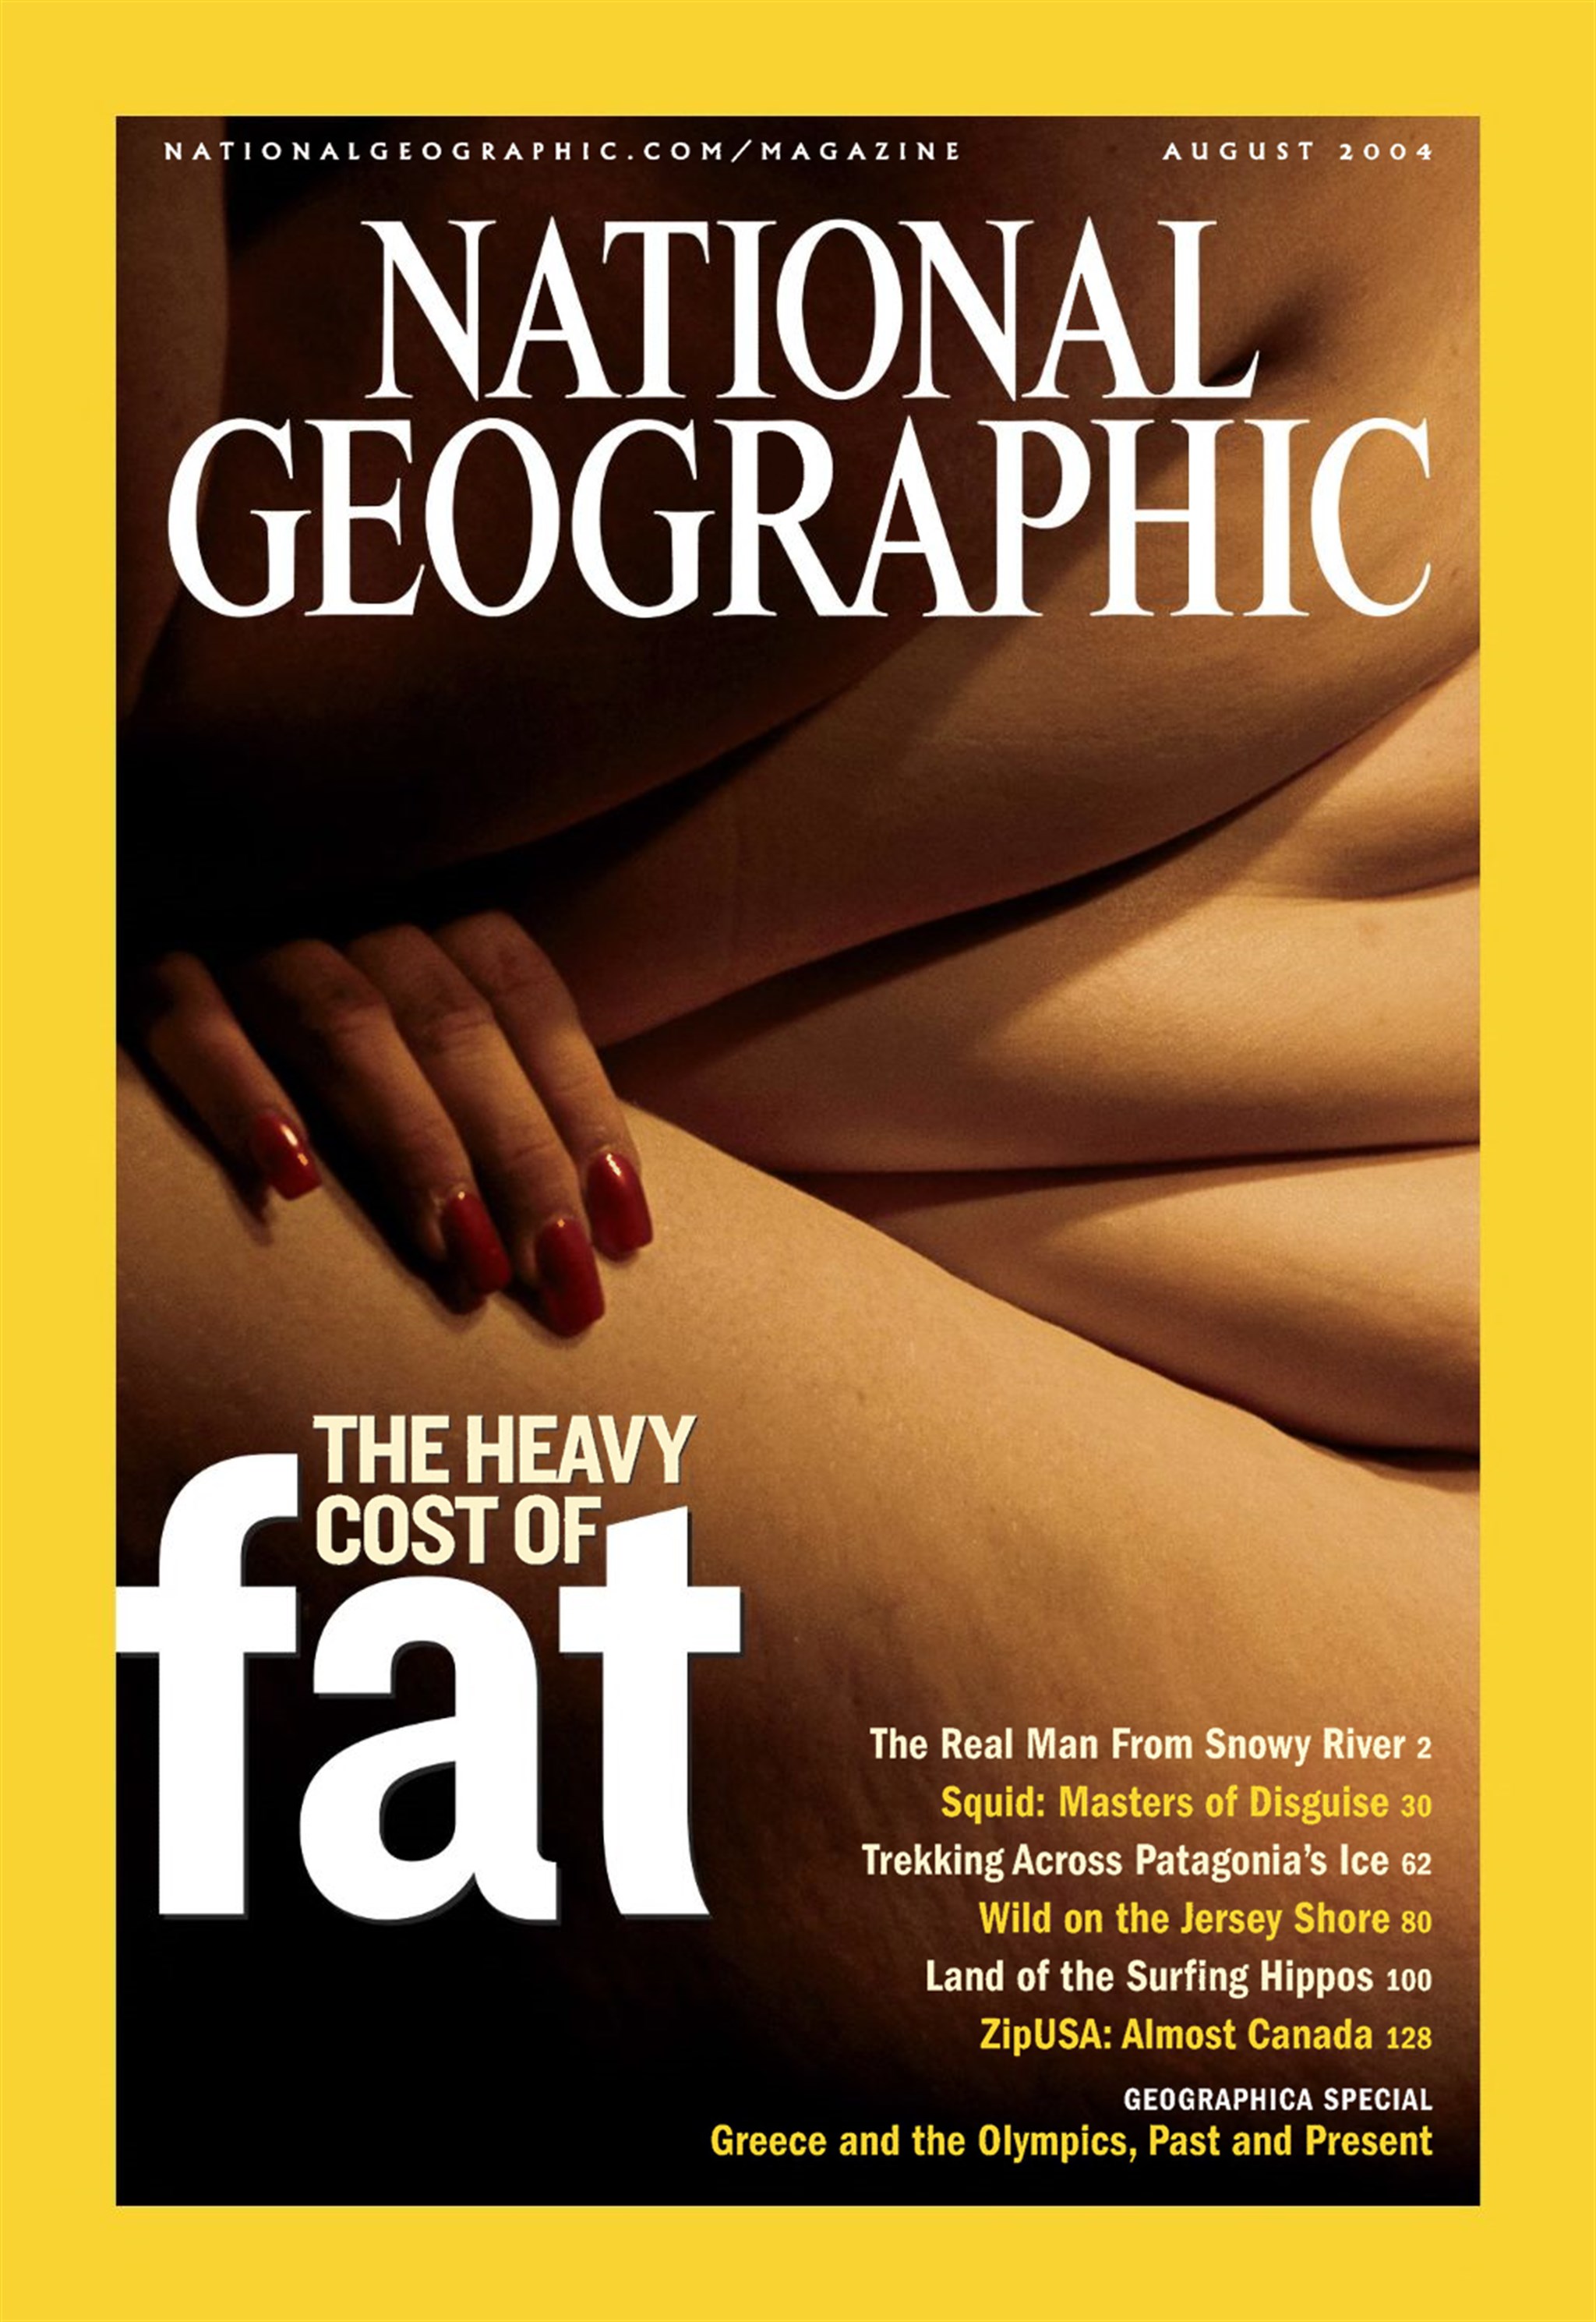 NATIONALGEOGRAPHIC.COM/MAGAZINE
AUGUST 2004
NATIONAL
GEOGRAPHIC
THE HEAVY
COST OF
fat
The Real Man From Snowy River 2
Squid: Masters of Disguise 30
Trekking Across Patagonia’s Ice 62
Wild on the Jersey Shore 80
Land of the Surfing Hippos 100
ZipUSA: Almost Canada 128
GEOGRAPHICA SPECIAL
Greece and the Olympics, Past and Present